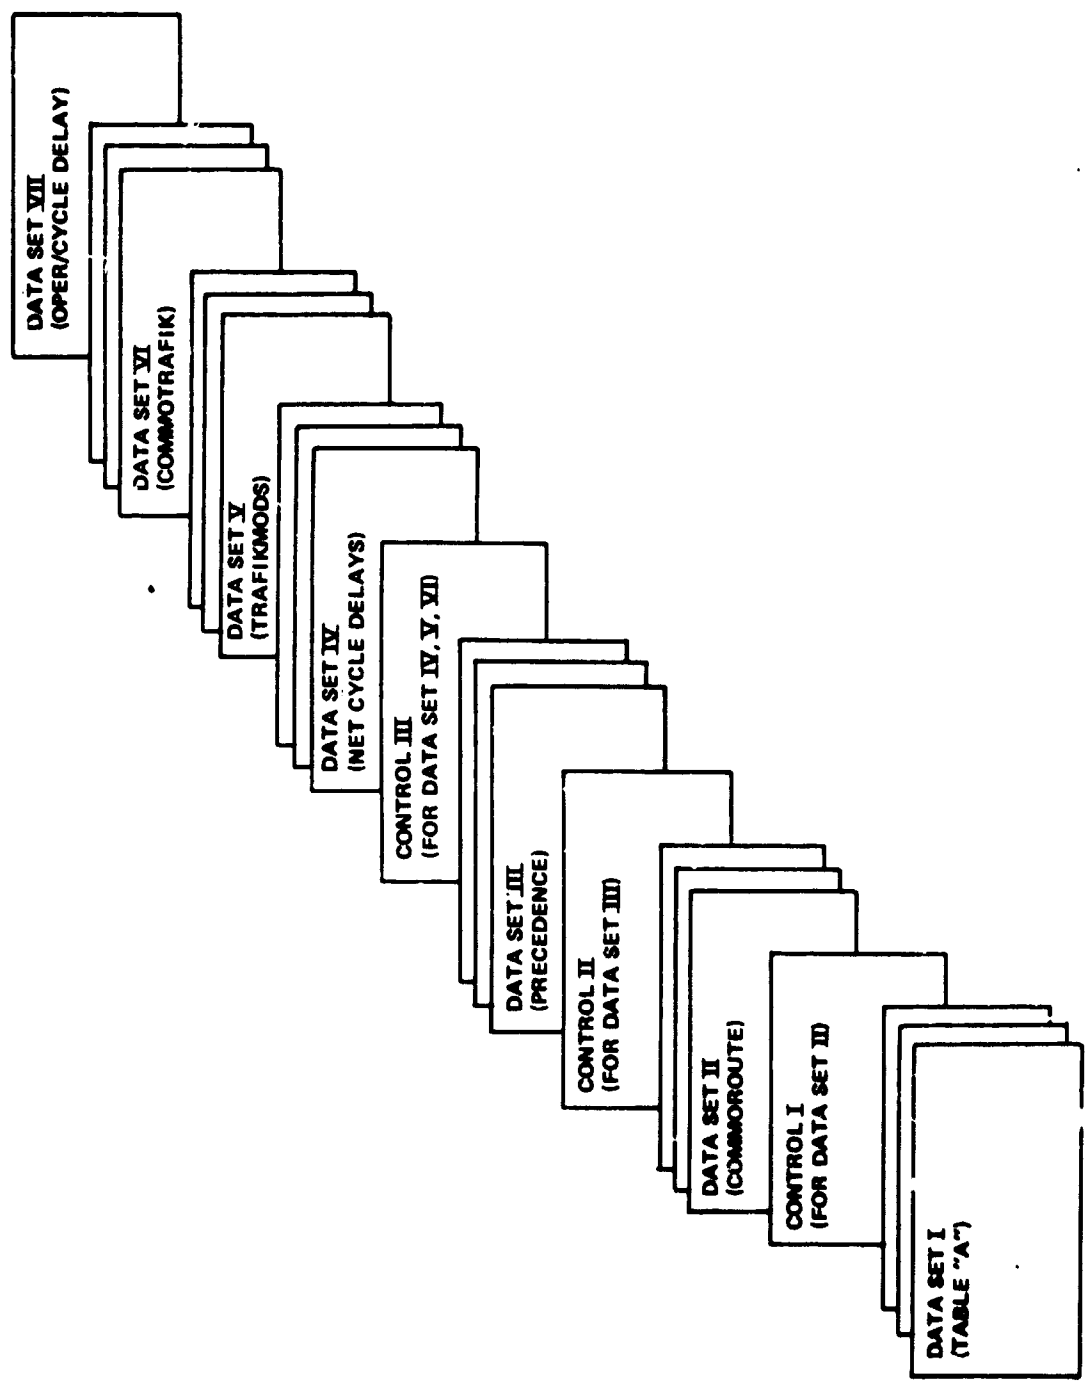 DATA SET VII
(OPER/CYCLE DELAY)
DATA SET VI
(COMMOTRAFIK)
DATA SET V
(TRAFIKMODS)
DATA SET IV
(NET CYCLE DELAYS)
CONTROL III
(FOR DATA SET IV, V, VI)
DATA SET III
(PRECEDENCE)
CONTROL II
(FOR DATA SET III)
DATA SET II
(COMMOROUTE)
CONTROL I
(FOR DATA SET II)
DATA SET I
(TABLE "A")